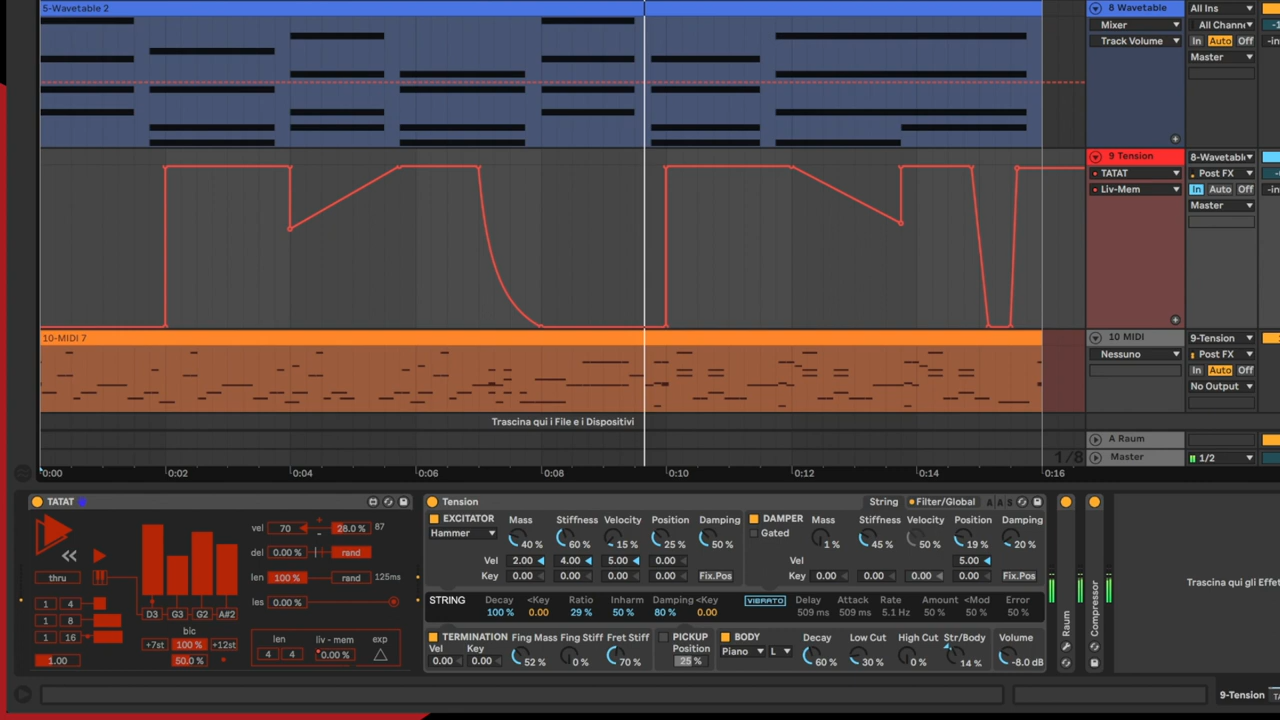 5-Wavetable 2
8 Wavetable
All Ins
Mixer
All Channe
Track Volume
In Auto Off
Master
9 Tension
8-Wavetabl
TATAT
Post FX
Liv-Mem
In Auto Off
Master
10-MIDI 7
10 MIDI
9-Tension
Nessuno
Post FX
In Auto Off
No Output
Trascina qui i File e i Dispositivi
A Raum
1/8
Master
1/2
0:00 0:02 0:04 0:06 0:08 0:10 0:12 0:14 0:16
TATAT
vel 70 28.0 % 87
del 0.00 % rand
len 100 % rand 125ms
les 0.00 %
thru
1 4
1 8
1 16
1.00
D3 G3 G2 A#2
bic
+7st 100 % +12st
50.0 %
len liv - mem exp
4 4 0.00 %
Tension
String Filter/Global A A S
EXCITATOR Mass Stiffness Velocity Position Damping
Hammer
40 % 60 % 15 % 25 % 50 %
Vel 2.00 4.00 5.00 0.00
Key 0.00 0.00 0.00 0.00 Fix.Pos
DAMPER Mass Stiffness Velocity Position Damping
Gated
1 % 45 % 50 % 19 % 20 %
Vel 5.00
Key 0.00 0.00 0.00 0.00 Fix.Pos
STRING Decay <Key Ratio Inharm Damping <Key
100 % 0.00 29 % 50 % 80 % 0.00
VIBRATO Delay Attack Rate Amount <Mod Error
509 ms 509 ms 5.1 Hz 50 % 50 % 50 %
TERMINATION Fing Mass Fing Stiff Fret Stiff
Vel Key
0.00 0.00 52 % 0 % 70 %
PICKUP
Position
25 %
BODY Decay Low Cut High Cut Str/Body Volume
Piano L
60 % 30 % 0 % 14 % -8.0 dB
Raum
Compressor
Trascina qui gli Effet
9-Tension